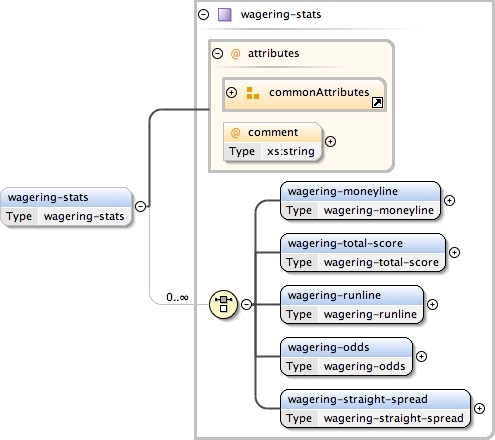 wagering-stats
@ attributes
commonAttributes
@ comment
Type xs:string
wagering-stats
Type wagering-stats
0..∞
wagering-moneyline
Type wagering-moneyline
wagering-total-score
Type wagering-total-score
wagering-runline
Type wagering-runline
wagering-odds
Type wagering-odds
wagering-straight-spread
Type wagering-straight-spread